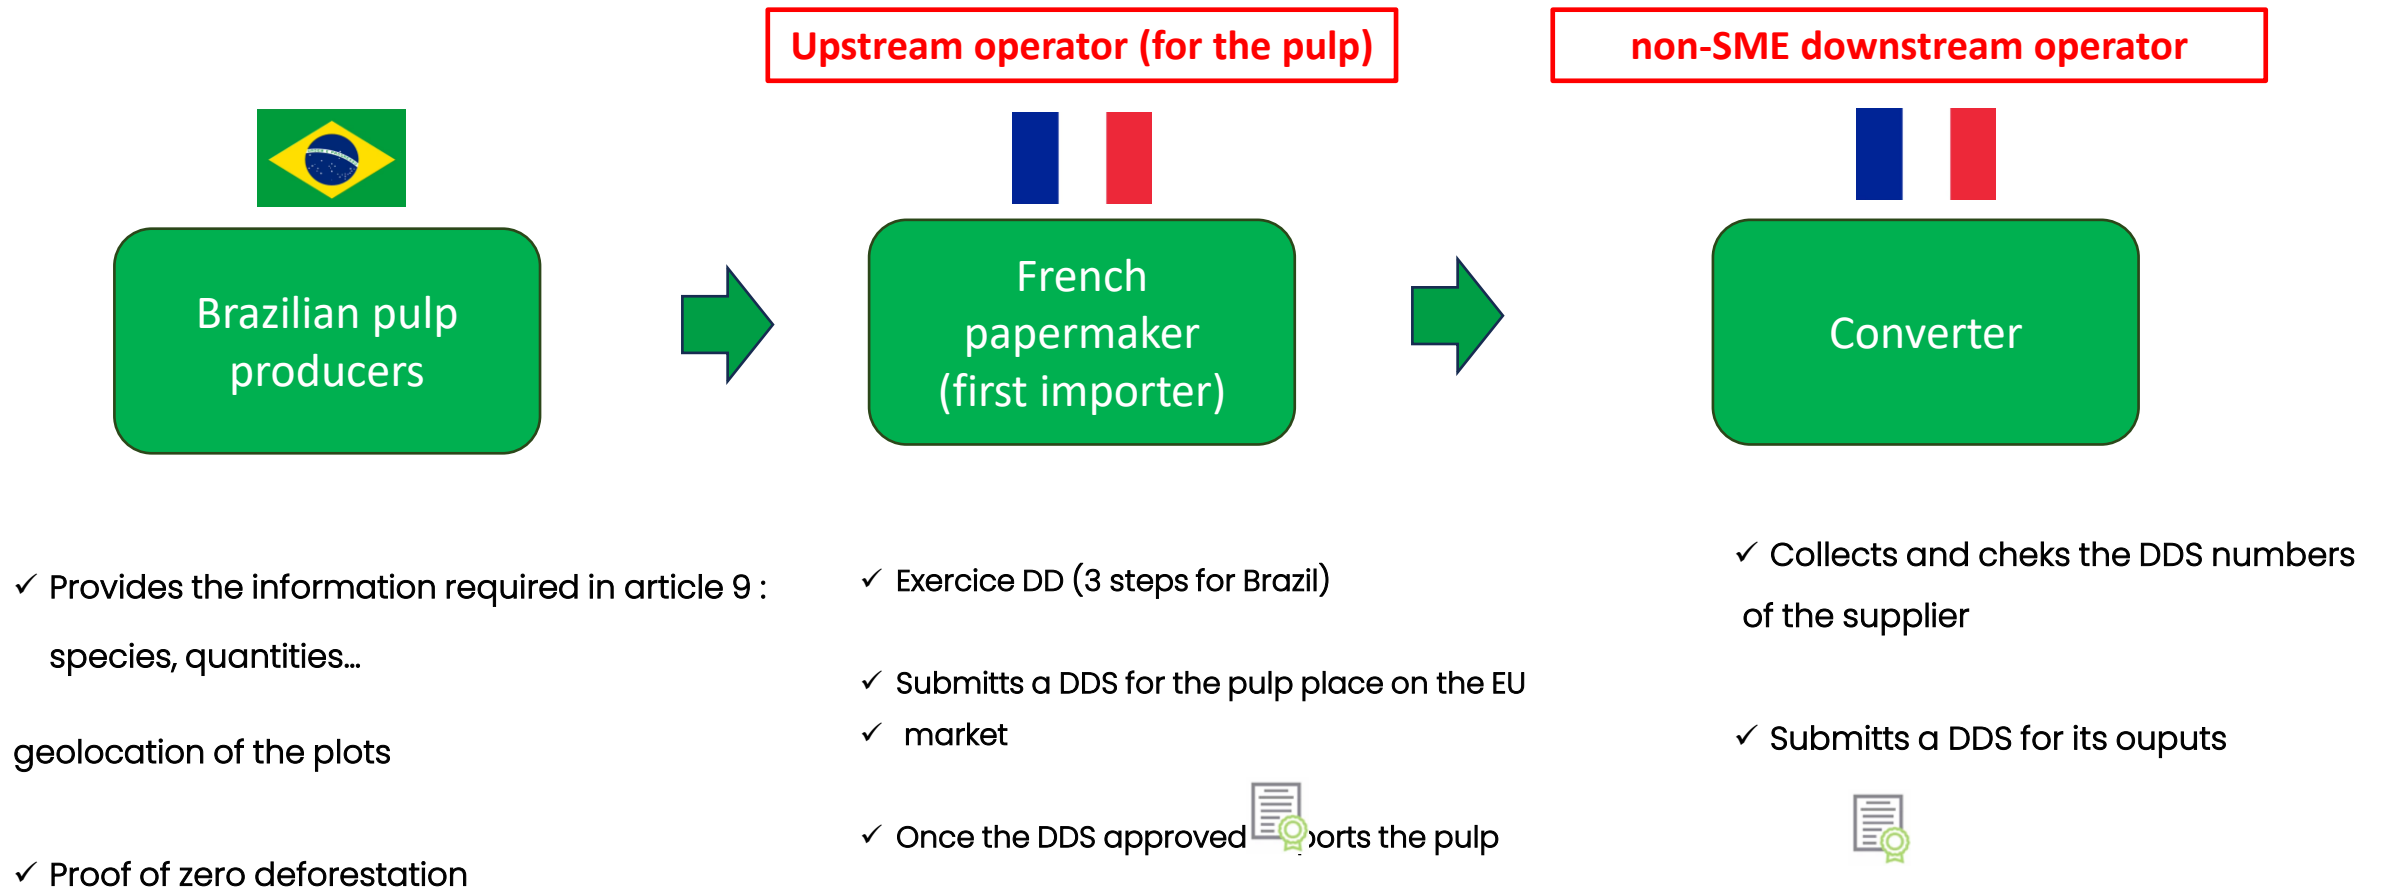 Upstream operator (for the pulp)
non-SME downstream operator
Brazilian pulp
producers
French
papermaker
(first importer)
Converter
✓ Provides the information required in article 9 :
species, quantities...
geolocation of the plots
✓ Proof of zero deforestation
✓ Exercice DD (3 steps for Brazil)
✓ Submitts a DDS for the pulp place on the EU
✓ market
✓ Once the DDS approved ports the pulp
✓ Collects and cheks the DDS numbers
of the supplier
✓ Submitts a DDS for its ouputs